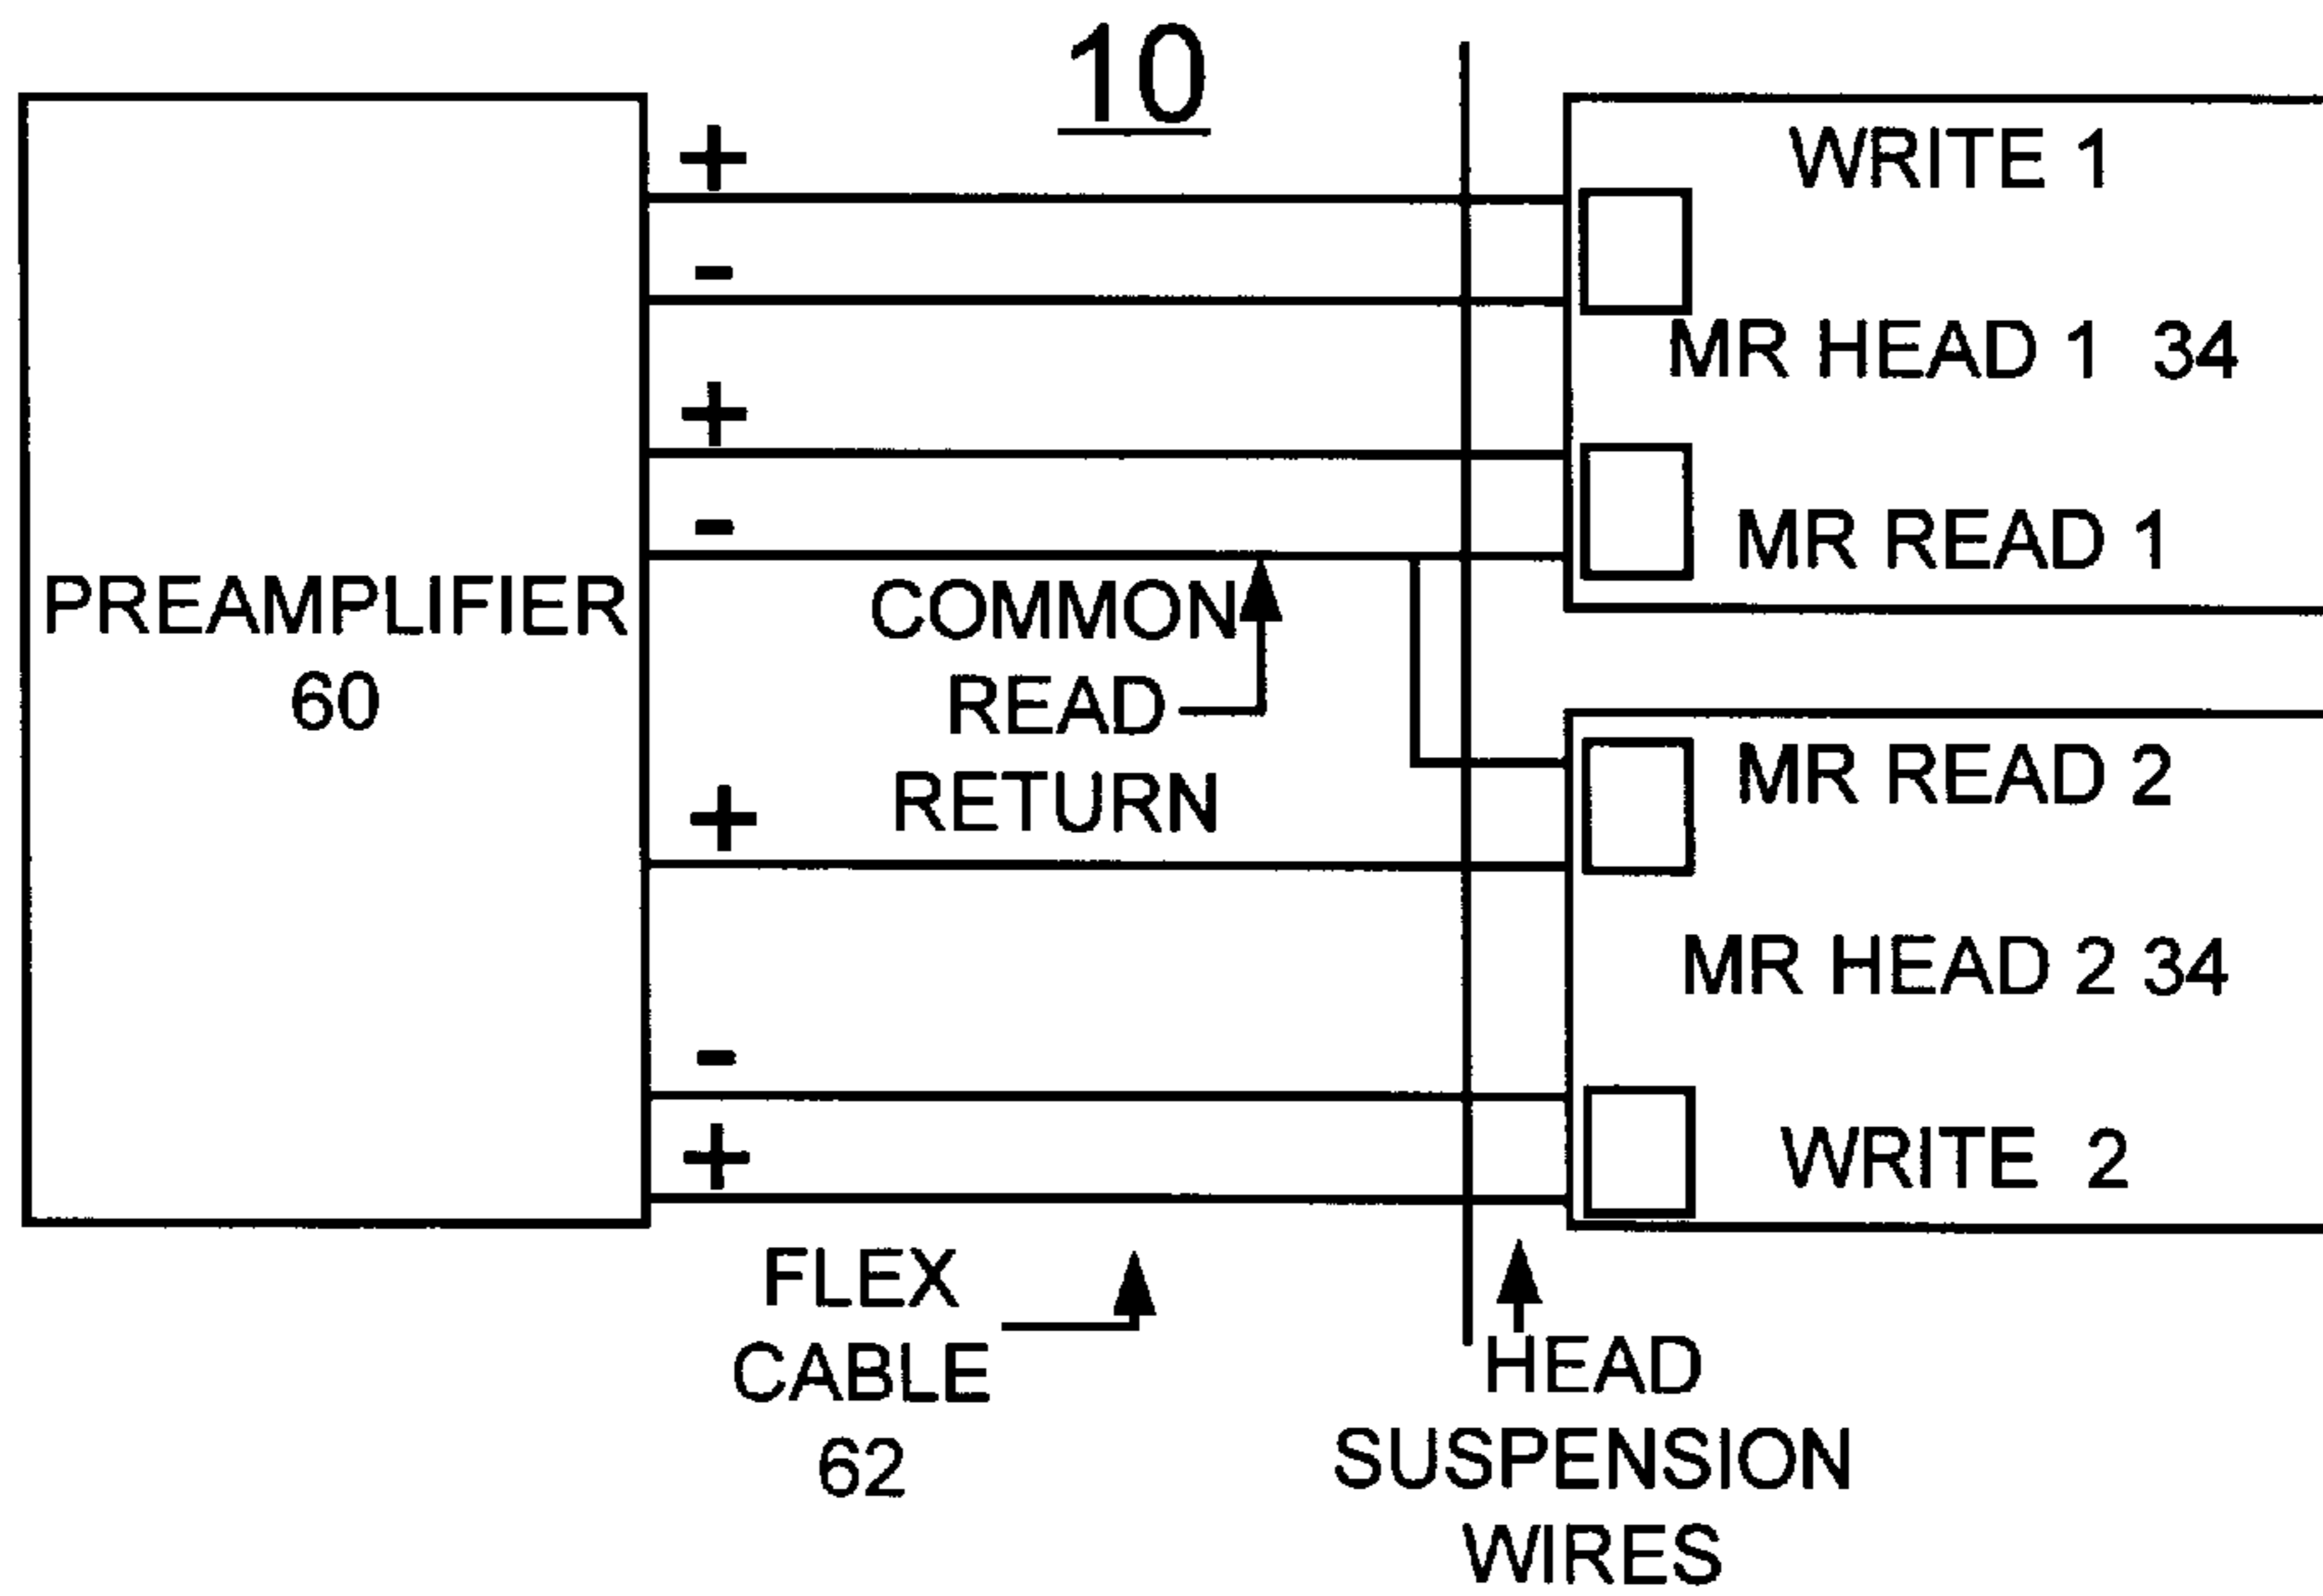 10
+
-
+
-
+
-
+
PREAMPLIFIER
60
COMMON
READ
RETURN
WRITE 1
MR HEAD 1 34
MR READ 1
MR READ 2
MR HEAD 2 34
WRITE 2
FLEX
CABLE
62
HEAD
SUSPENSION
WIRES